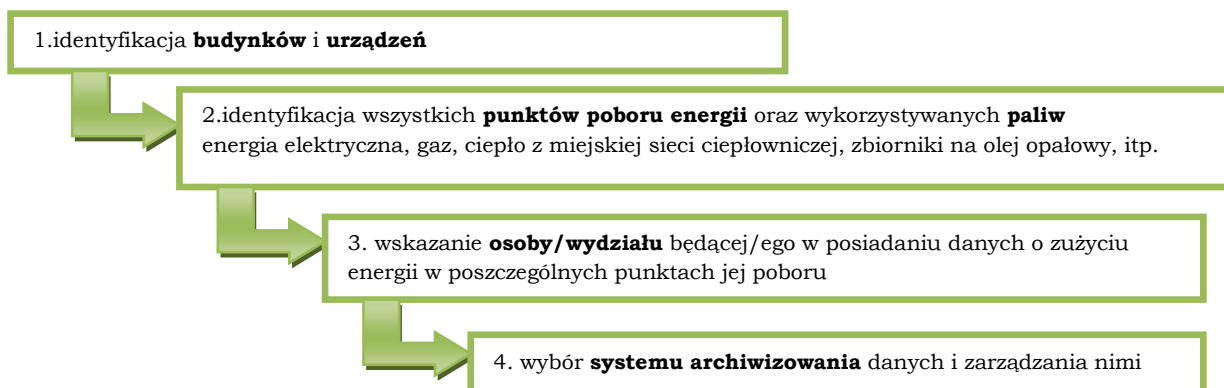 1.identyfikacja budynków i urządzeń
2.identyfikacja wszystkich punktów poboru energii oraz wykorzystywanych paliw
energia elektryczna, gaz, ciepło z miejskiej sieci ciepłowniczej, zbiorniki na olej opałowy, itp.
3. wskazanie osoby/wydziału będącej/ego w posiadaniu danych o zużyciu
energii w poszczególnych punktach jej poboru
4. wybór systemu archiwizowania danych i zarządzania nimi